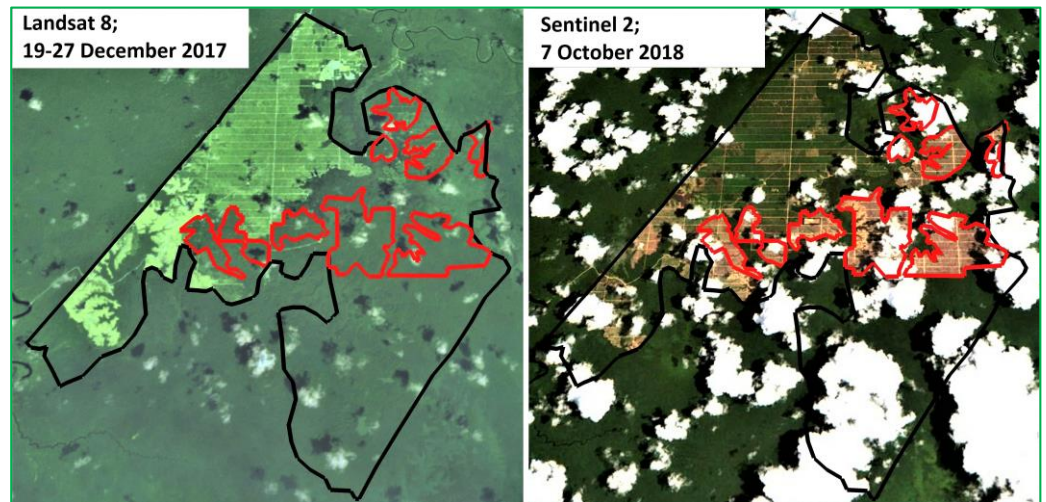 Landsat 8;
19-27 December 2017
Sentinel 2;
7 October 2018